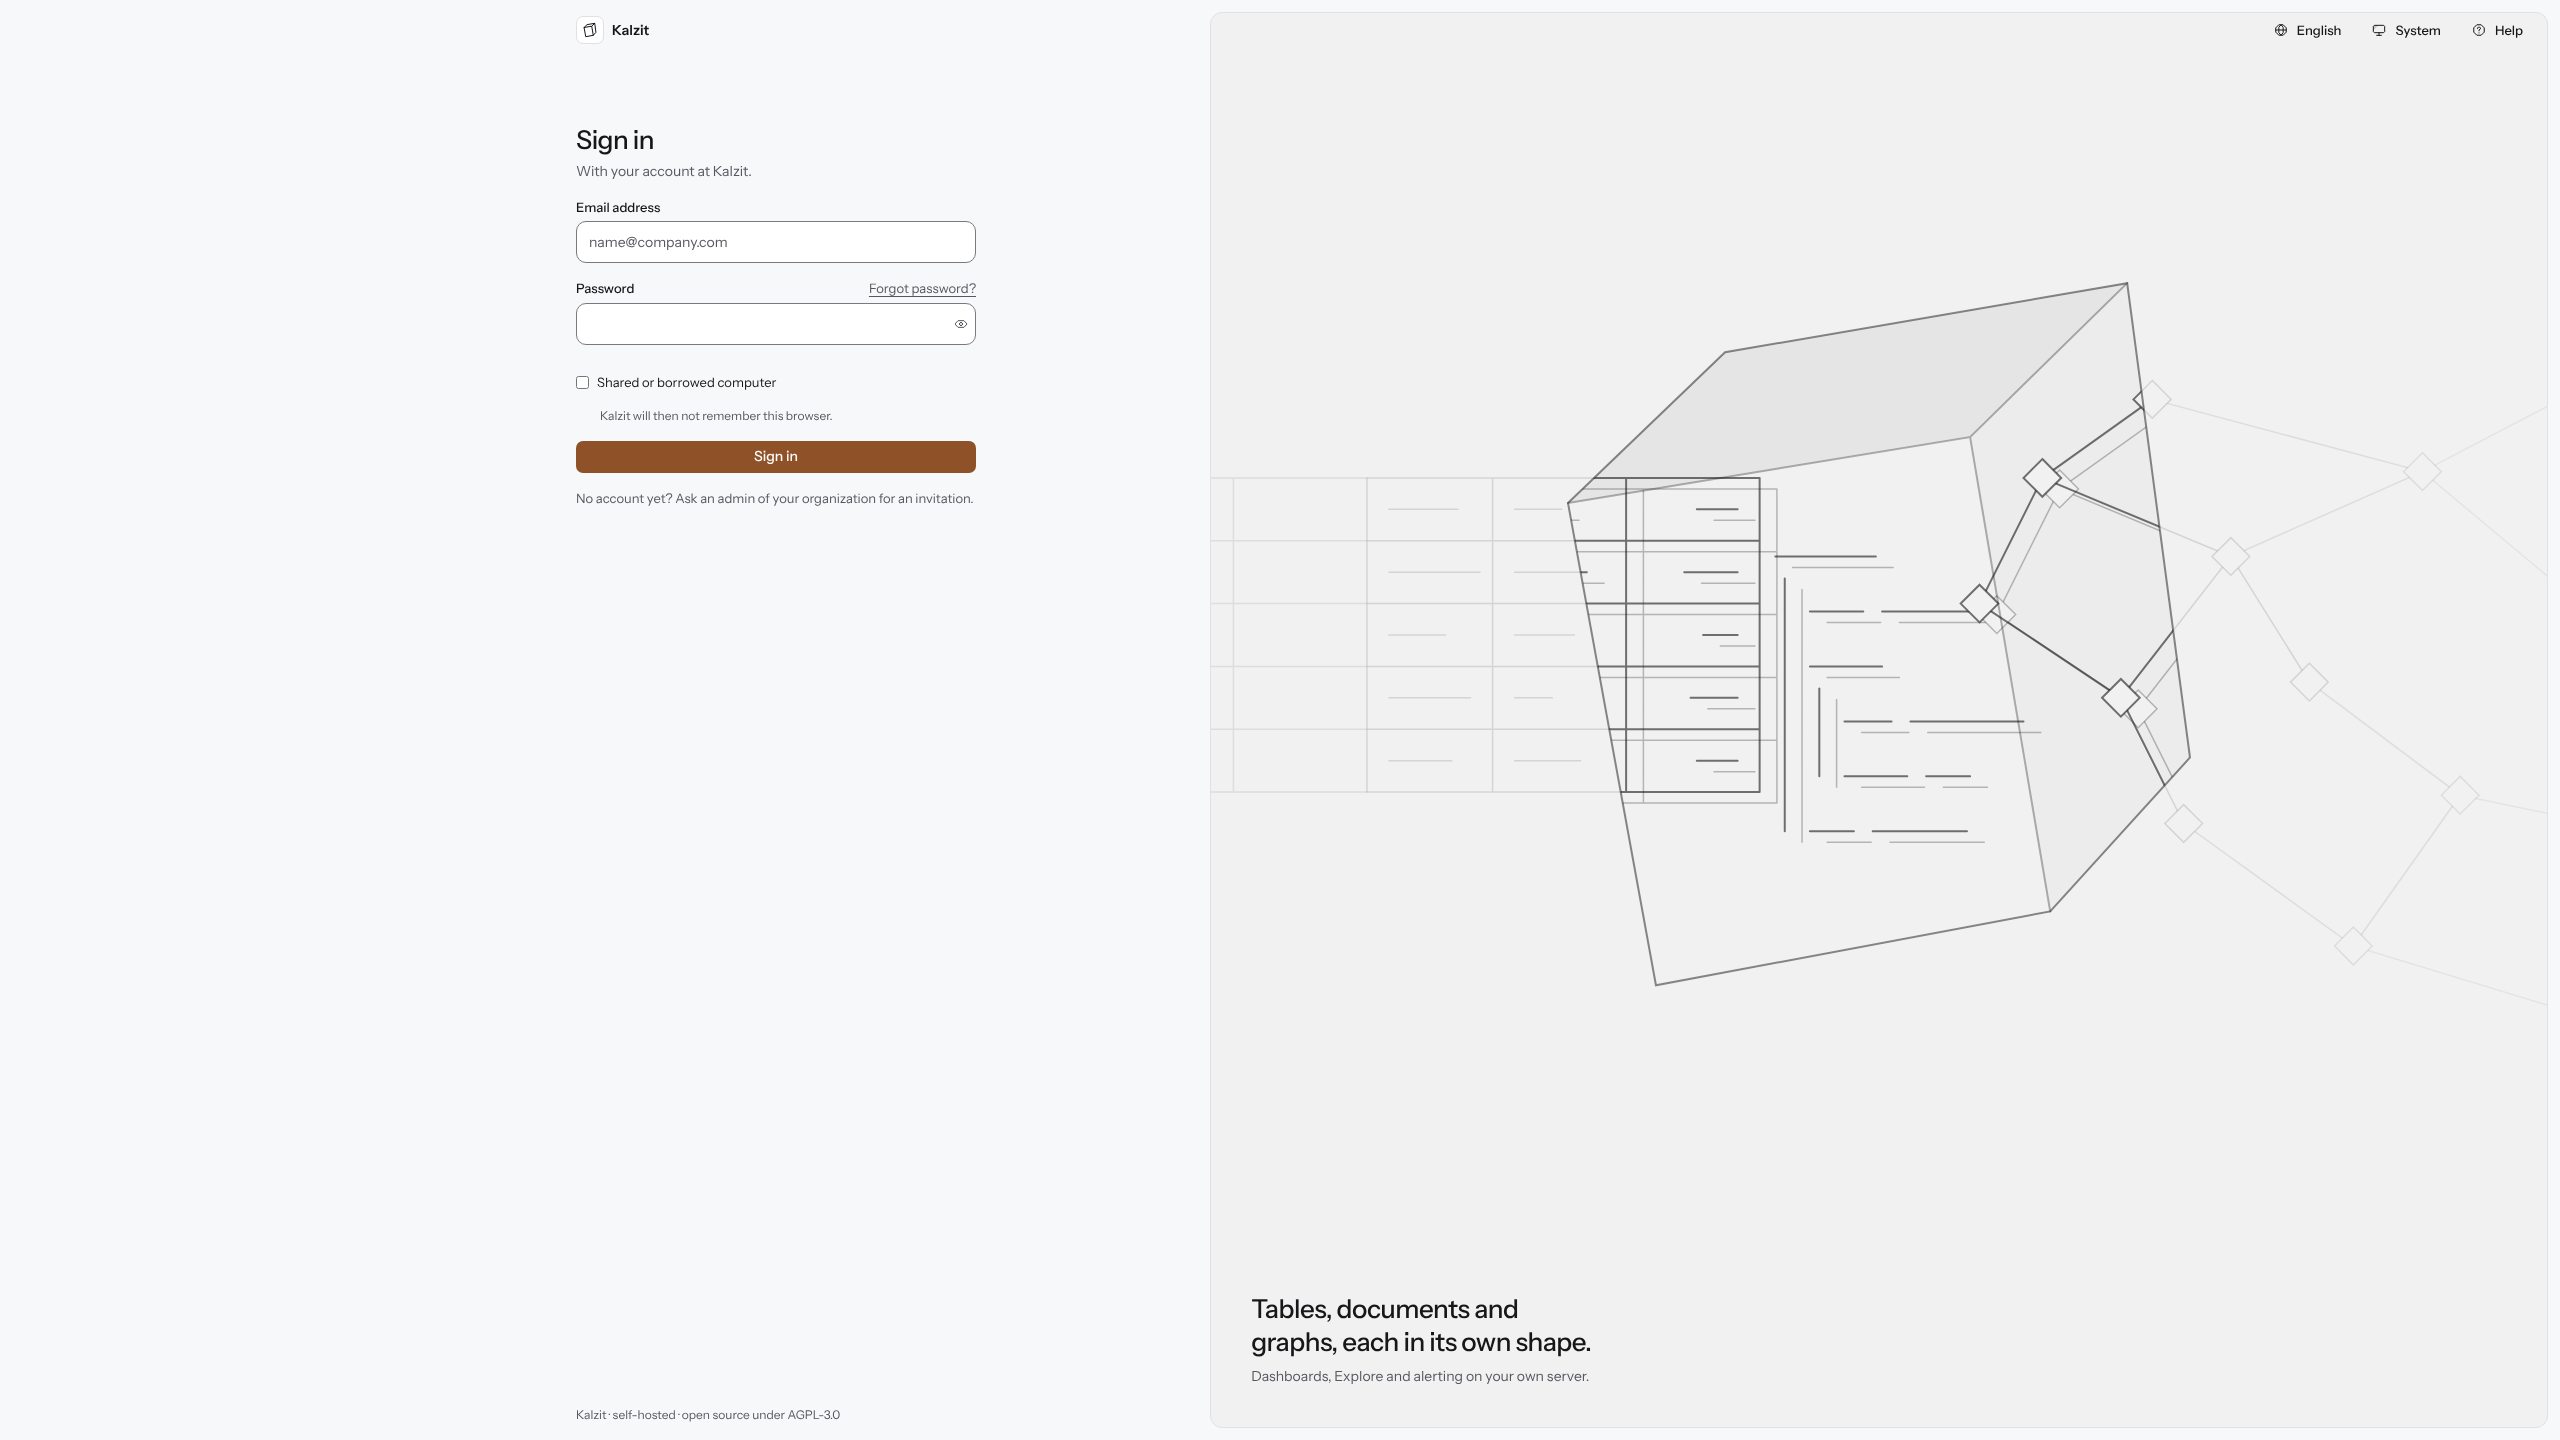 Kalzit
English
System
Help
Sign in
With your account at Kalzit.
Email address
name@company.com
Password
Forgot password?
Shared or borrowed computer
Kalzit will then not remember this browser.
Sign in
No account yet? Ask an admin of your organization for an invitation.
Tables, documents and
graphs, each in its own shape.
Dashboards, Explore and alerting on your own server.
Kalzit · self-hosted · open source under AGPL-3.0